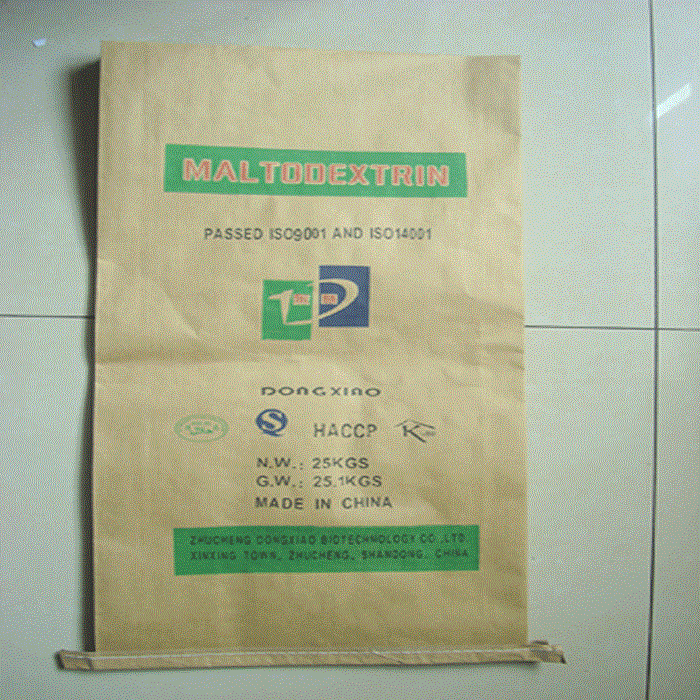 MALTODEXTRIN
PASSED ISO9001 AND ISO14001
DONGXIAO
HACCP
N.W.: 25KGS
G.W.: 25.1KGS
MADE IN CHINA
ZHUCHENG DONGXIAO BIOTECHNOLOGY CO.,LTD.
XINXING TOWN, ZHUCHENG, SHANDONG, CHINA